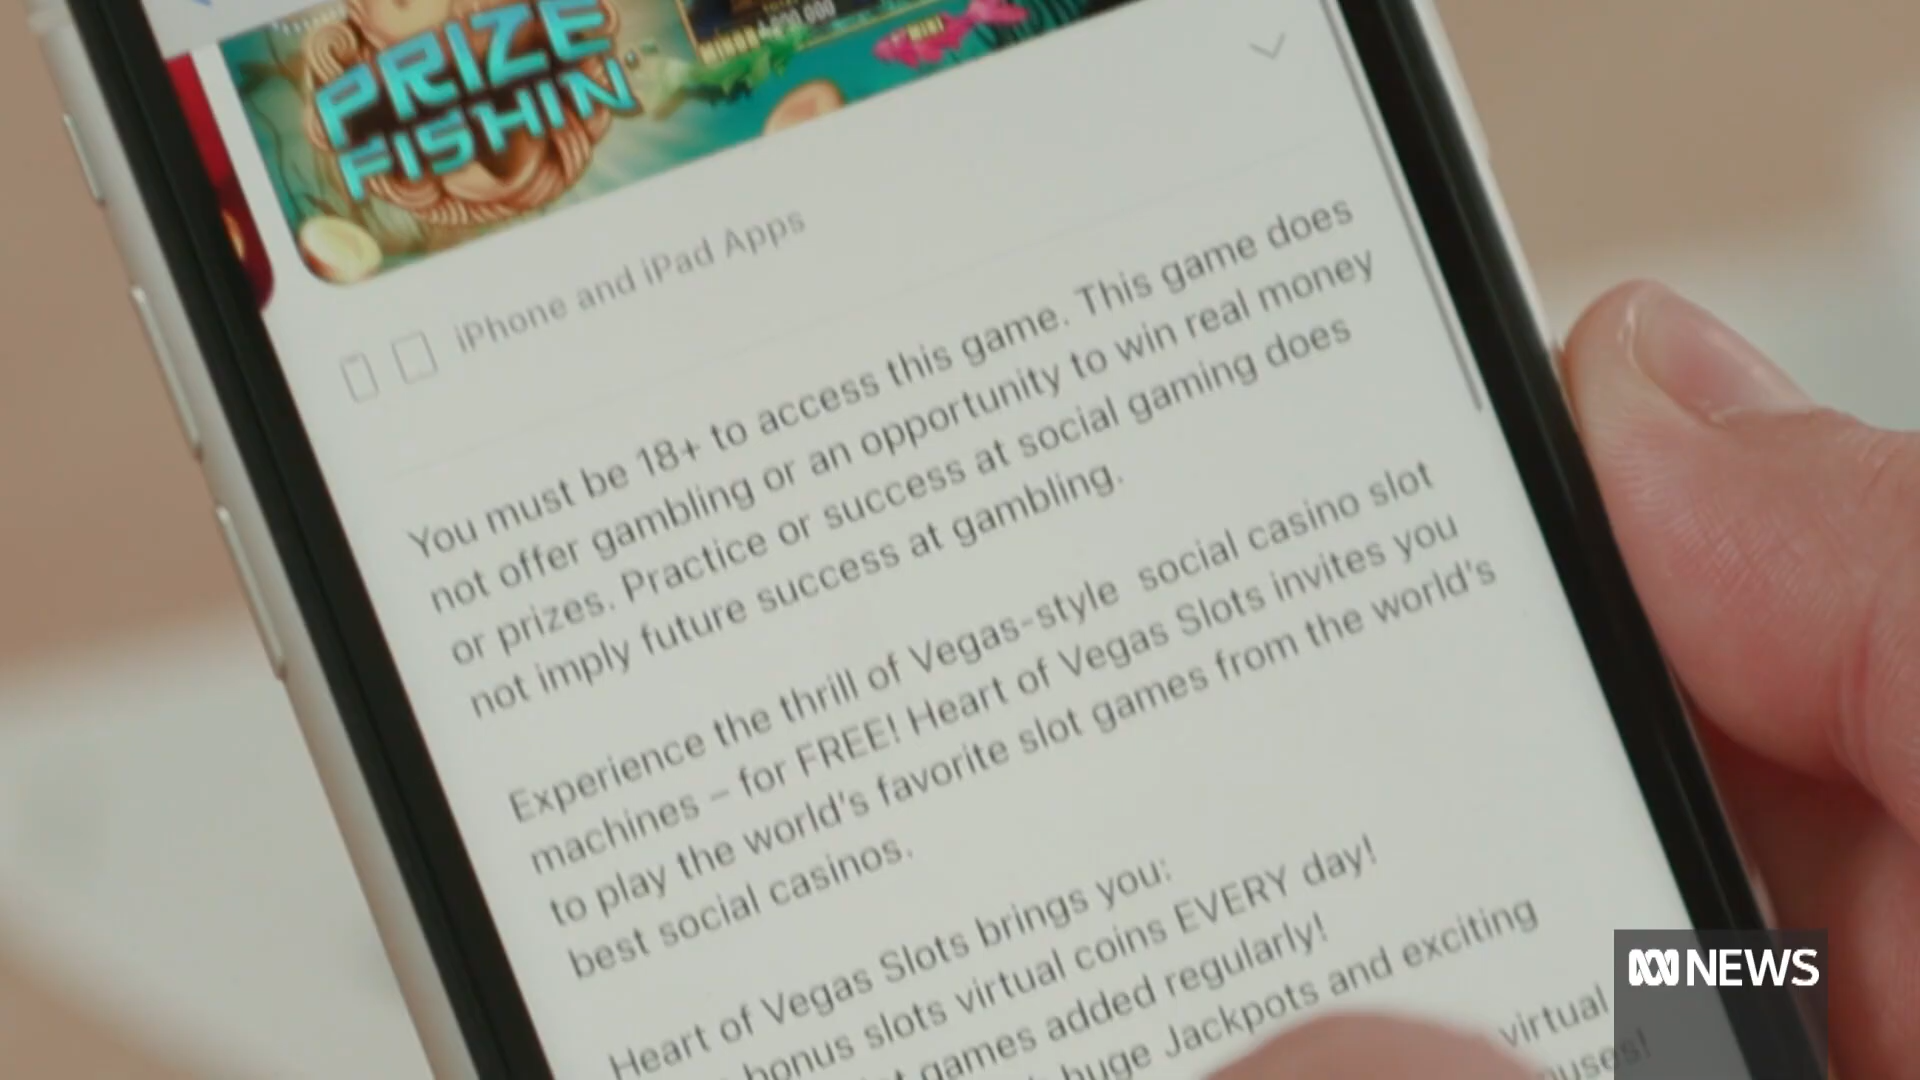 PRIZE
FISHIN'
MINI
iPhone and iPad Apps
You must be 18+ to access this game. This game does
not offer gambling or an opportunity to win real money
or prizes. Practice or success at social gaming does
not imply future success at gambling.
Experience the thrill of Vegas-style social casino slot
machines – for FREE! Heart of Vegas Slots invites you
to play the world's favorite slot games from the world's
best social casinos.
Heart of Vegas Slots brings you:
bonus slots virtual coins EVERY day!
games added regularly!
huge Jackpots and exciting
virtual
NEWS